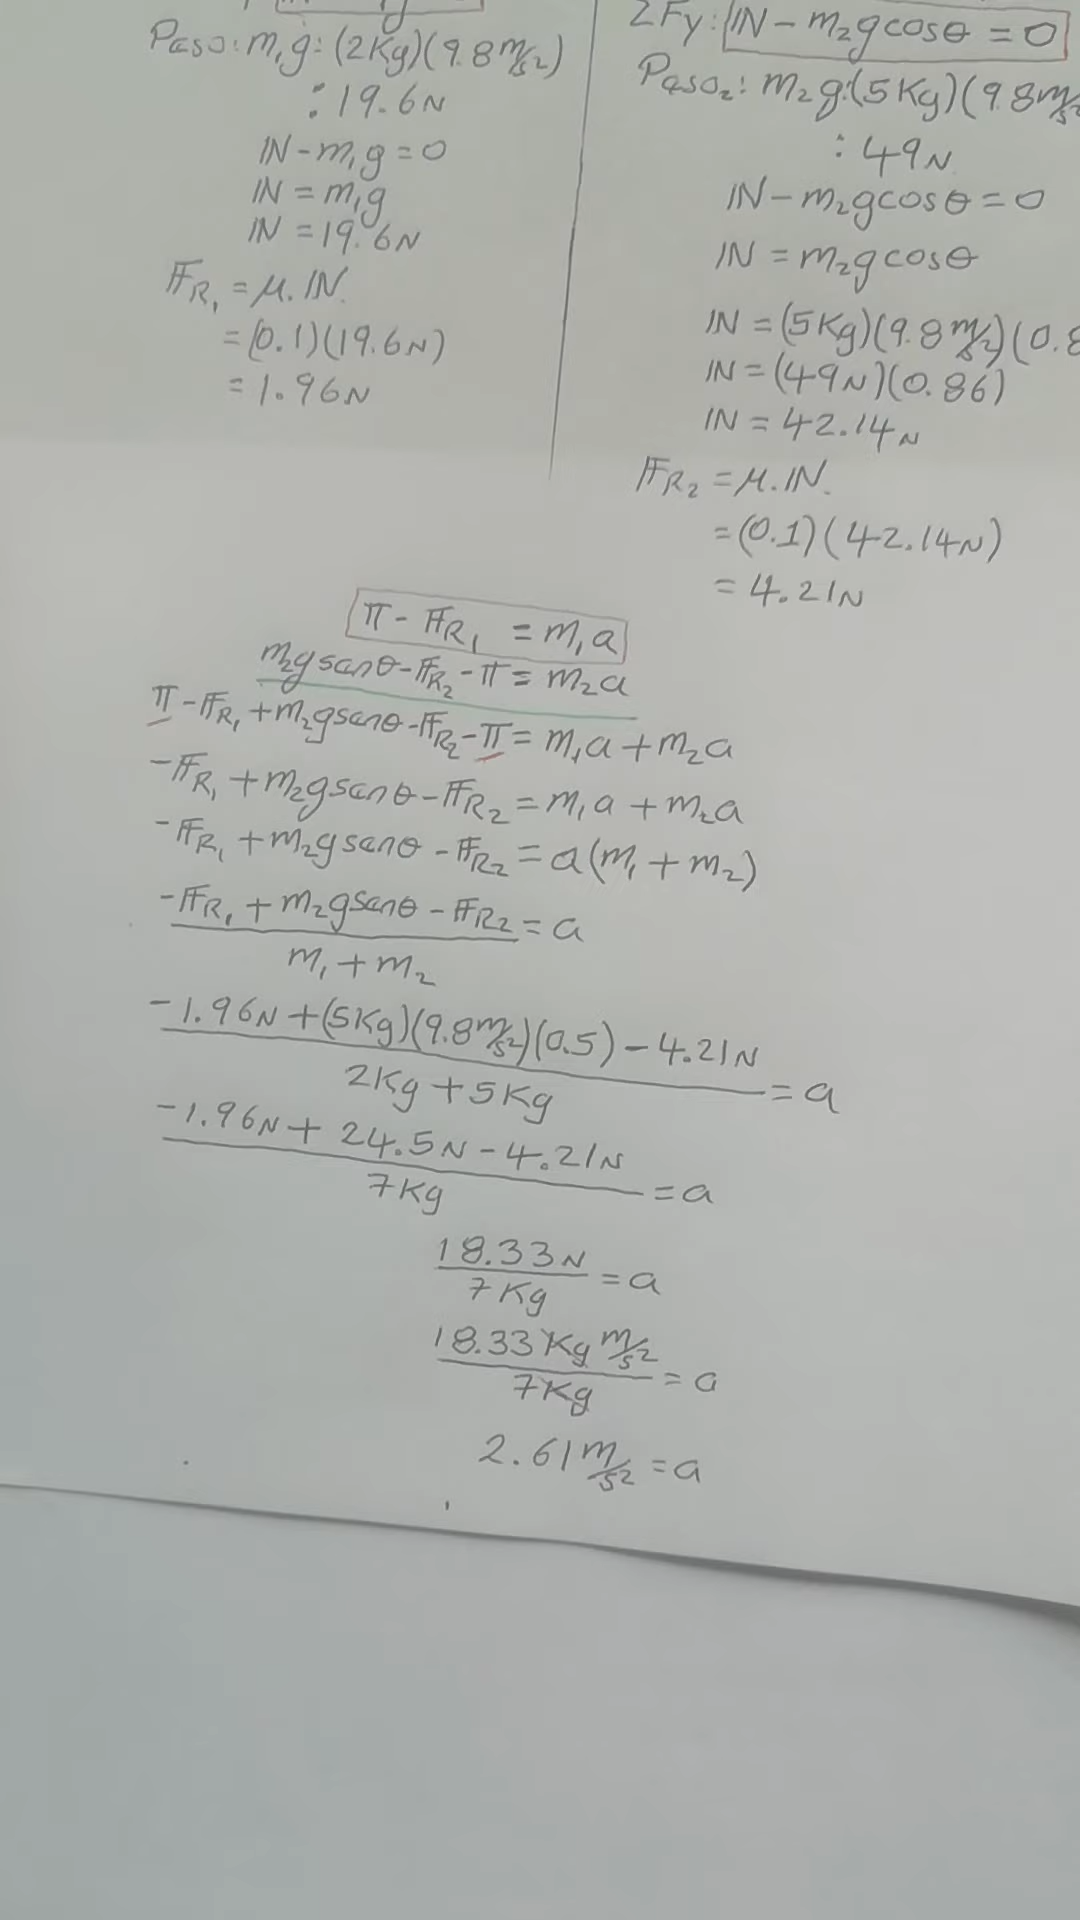 Peso₁: m₁g: (2Kg)(9.8m/s²)
: 19.6N
IN - m₁g = 0
IN = m₁g
IN = 19.6N
FR₁ = μ.IN.
= (0.1)(19.6N)
= 1.96N
ΣFy: IN - m₂gcosθ = 0
Peso₂: m₂g:(5Kg)(9.8m/s²
: 49N
IN - m₂gcosθ = 0
IN = m₂gcosθ
IN = (5Kg)(9.8m/s²)(0.8
IN = (49N)(0.86)
IN = 42.14N
FR₂ = μ.IN.
= (0.1)(42.14N)
= 4.21N
π - FR₁ = m₁a
m₂gsenθ - FR₂ - π = m₂a
π - FR₁ + m₂gsenθ - FR₂ - π = m₁a + m₂a
- FR₁ + m₂gsenθ - FR₂ = m₁a + m₂a
- FR₁ + m₂gsenθ - FR₂ = a(m₁ + m₂)
- FR₁ + m₂gsenθ - FR₂ = a
m₁ + m₂
- 1.96N + (5Kg)(9.8m/s²)(0.5) - 4.21N = a
2Kg + 5Kg
- 1.96N + 24.5N - 4.21N = a
7Kg
18.33N = a
7Kg
18.33 Kg m/s² = a
7Kg
2.61 m/s² = a